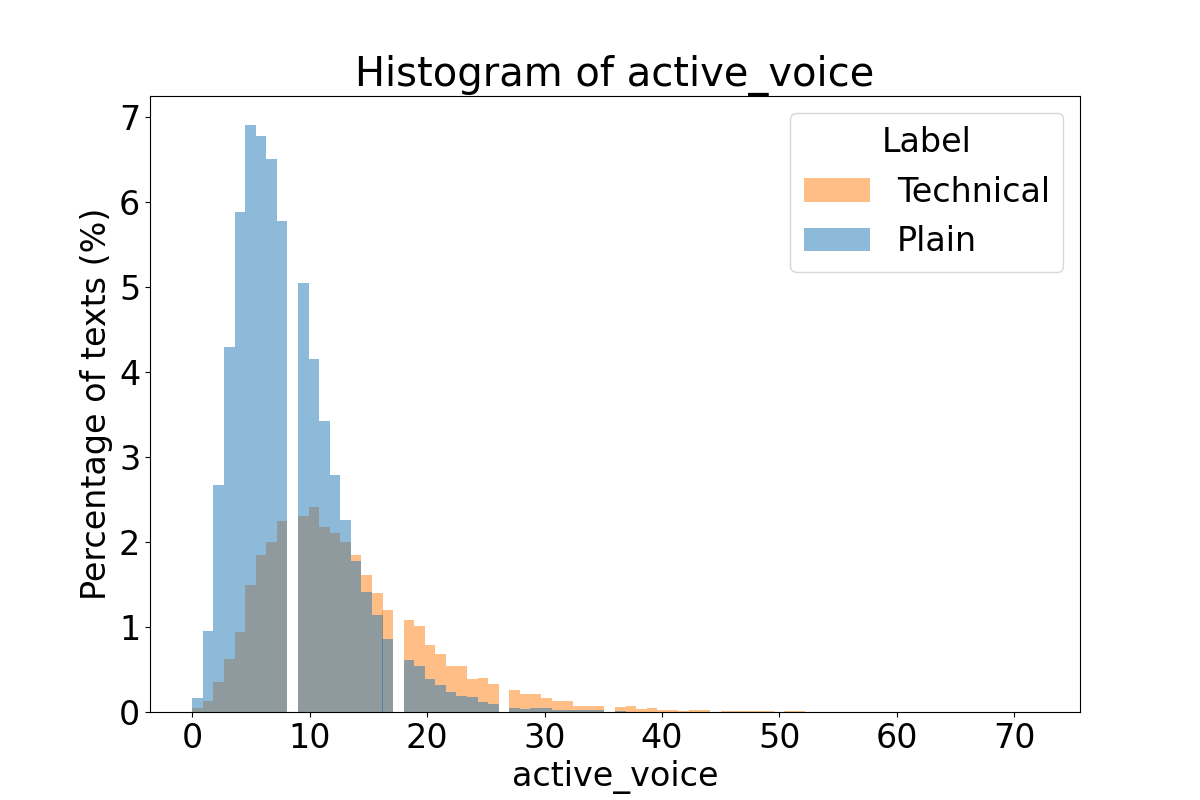 Histogram of active_voice
Label
Technical
Plain
Percentage of texts (%)
7
6
5
4
3
2
1
0
0 10 20 30 40 50 60 70
active_voice